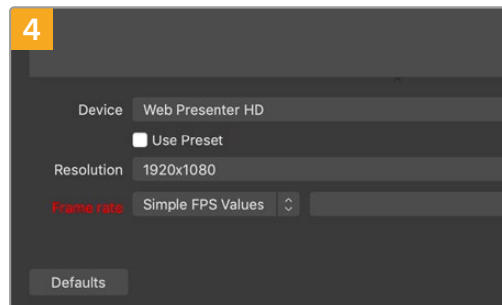 4
Device Web Presenter HD
Use Preset
Resolution 1920x1080
Frame rate Simple FPS Values
Defaults